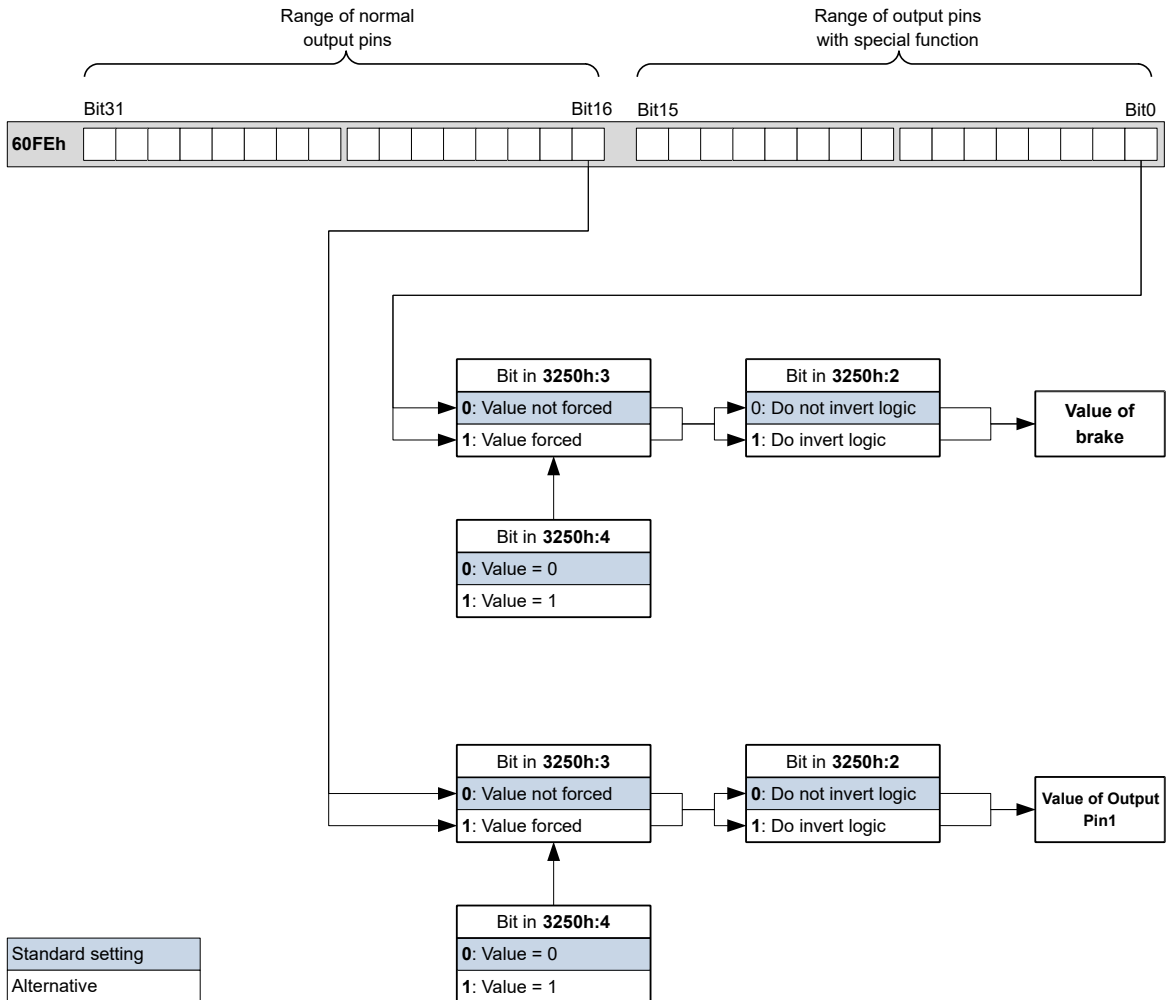 Range of normal
output pins
Range of output pins
with special function
Bit31
Bit16
Bit15
Bit0
60FEh
Bit in 3250h:3
0: Value not forced
1: Value forced
Bit in 3250h:2
0: Do not invert logic
1: Do invert logic
Value of
brake
Bit in 3250h:4
0: Value = 0
1: Value = 1
Bit in 3250h:3
0: Value not forced
1: Value forced
Bit in 3250h:2
0: Do not invert logic
1: Do invert logic
Value of Output
Pin1
Bit in 3250h:4
0: Value = 0
1: Value = 1
Standard setting
Alternative